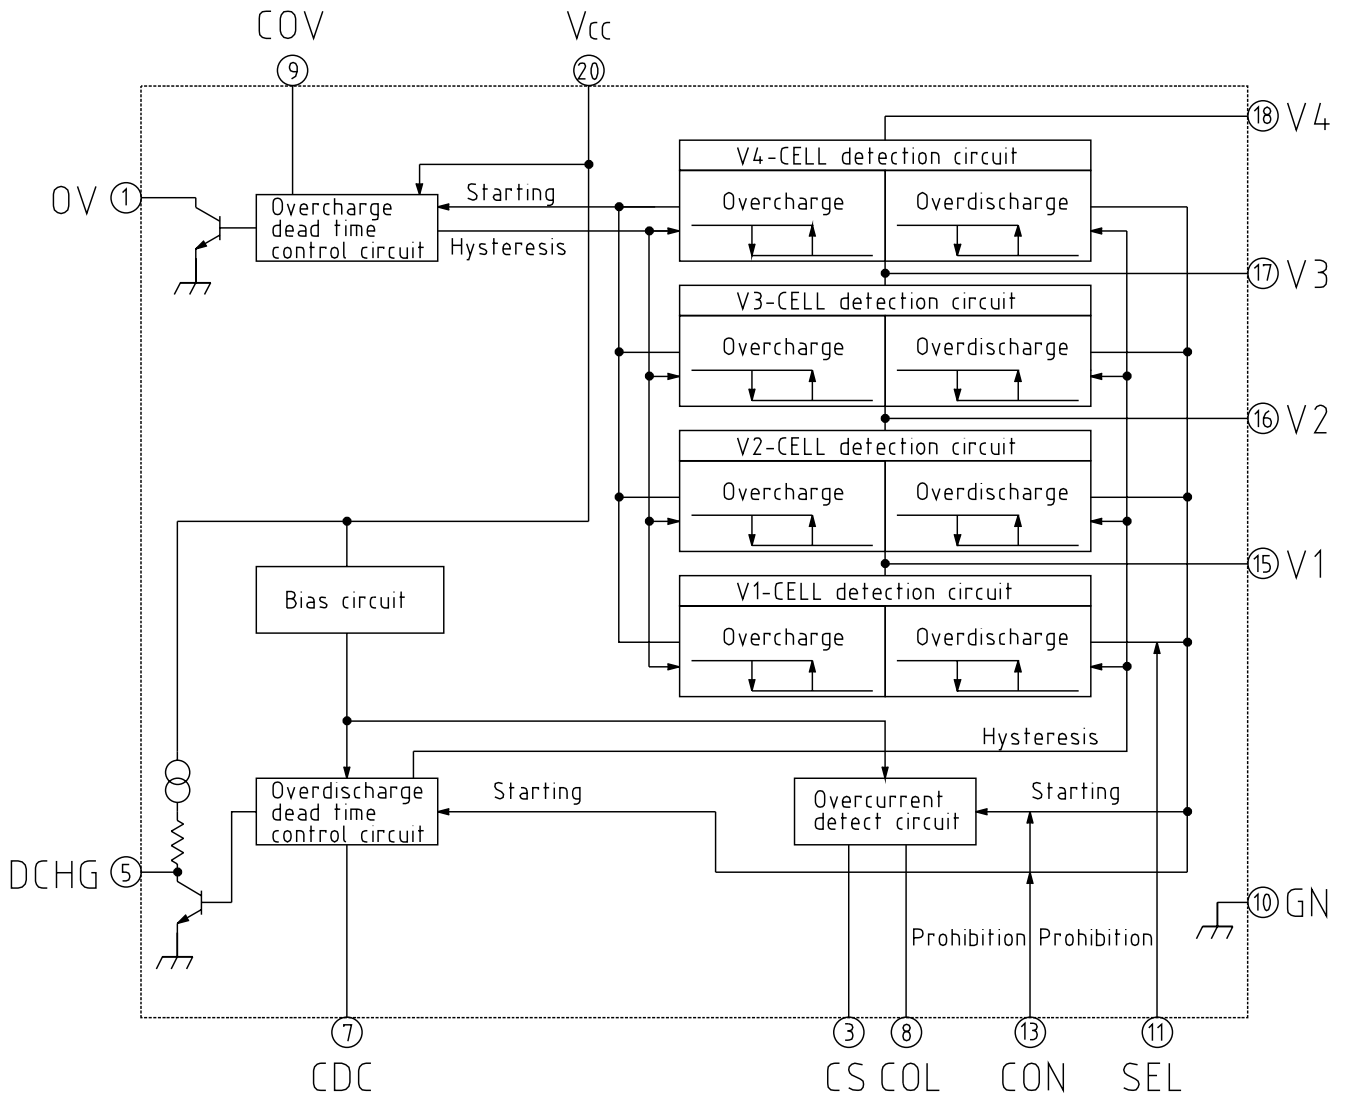 COV
Vcc
9
20
18 V4
V4-CELL detection circuit
OV 1
Starting
Overcharge
dead time
control circuit
Hysteresis
Overcharge
Overdischarge
17 V3
V3-CELL detection circuit
Overcharge
Overdischarge
16 V2
V2-CELL detection circuit
Overcharge
Overdischarge
15 V1
V1-CELL detection circuit
Bias circuit
Overcharge
Overdischarge
Hysteresis
Overdischarge
dead time
control circuit
Starting
Overcurrent
detect circuit
Starting
DCHG 5
10 GN
Prohibition
Prohibition
7
3
8
13
11
CDC
CS
COL
CON
SEL